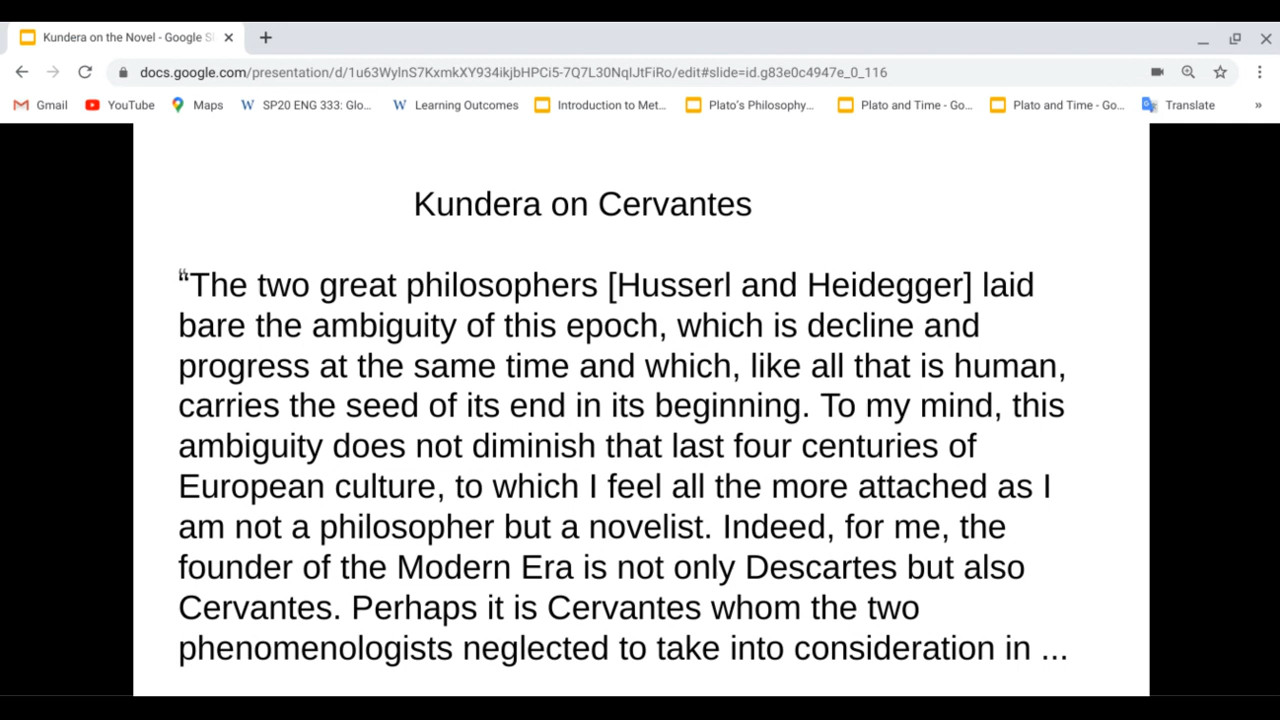 Kundera on the Novel - Google Sl
docs.google.com/presentation/d/1u63WylnS7KxmkXY934ikjbHPCi5-7Q7L30NqIJtFiRo/edit#slide=id.g83e0c4947e_0_116
Gmail YouTube Maps SP20 ENG 333: Glo... Learning Outcomes Introduction to Met... Plato's Philosophy... Plato and Time - Go... Plato and Time - Go... Translate »
Kundera on Cervantes
“The two great philosophers [Husserl and Heidegger] laid
bare the ambiguity of this epoch, which is decline and
progress at the same time and which, like all that is human,
carries the seed of its end in its beginning. To my mind, this
ambiguity does not diminish that last four centuries of
European culture, to which I feel all the more attached as I
am not a philosopher but a novelist. Indeed, for me, the
founder of the Modern Era is not only Descartes but also
Cervantes. Perhaps it is Cervantes whom the two
phenomenologists neglected to take into consideration in ...